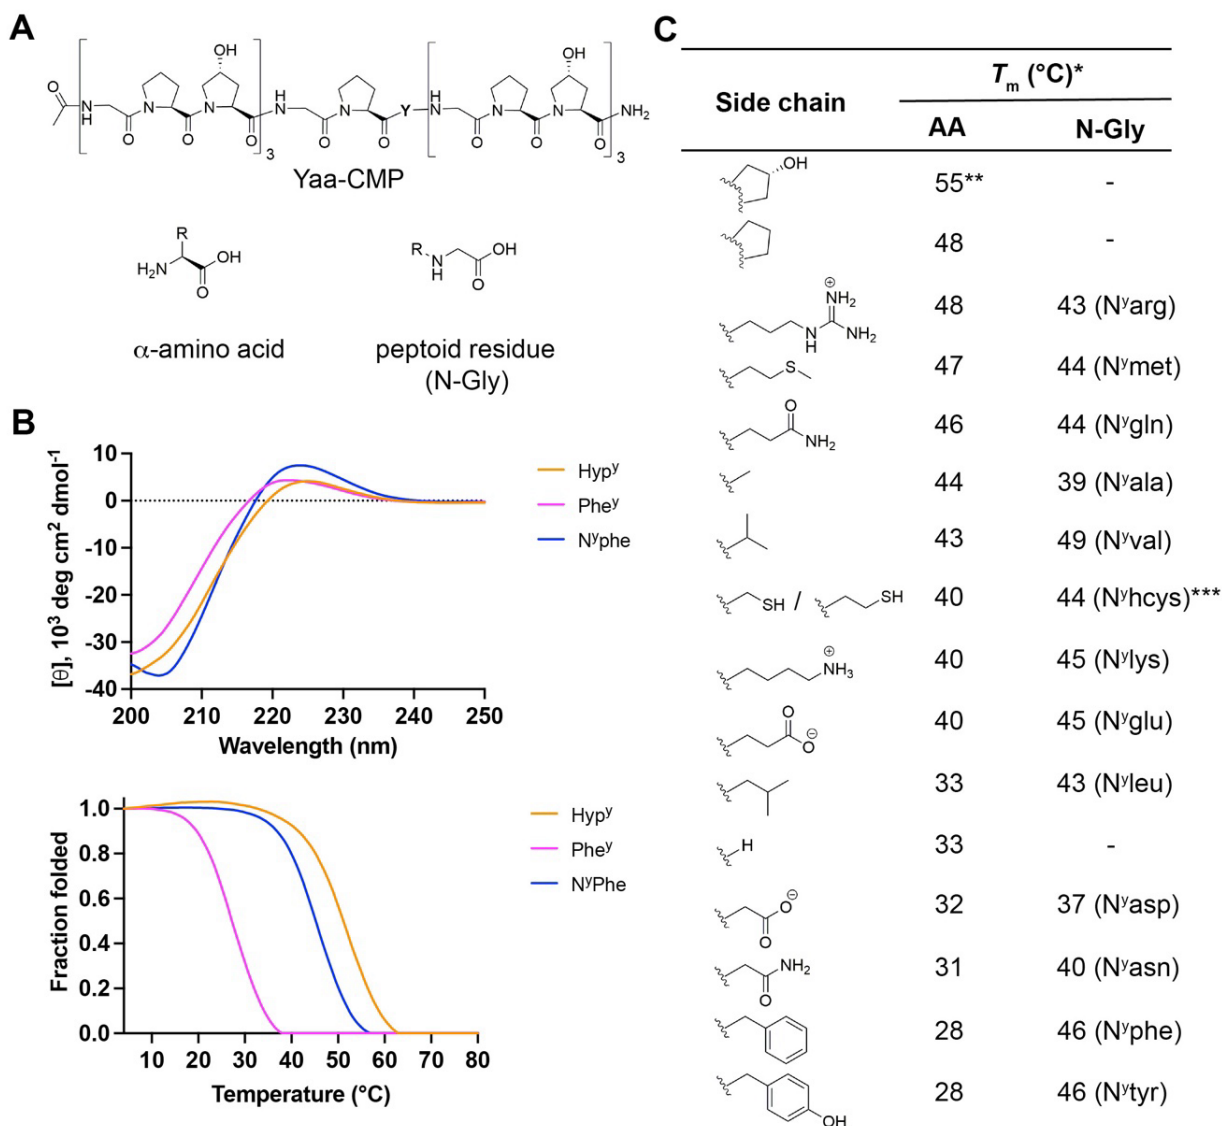 A
OH
OH
O
NH
O
N
O
N
O
3
H
N
O
N
O
Y
NH
O
N
O
N
O
3
NH₂
Yaa-CMP
R
H₂N
OH
O
R
N
H
OH
O
α-amino acid
peptoid residue
(N-Gly)
B
[θ], 10³ deg cm² dmol⁻¹
10
0
-10
-20
-30
-40
200 210 220 230 240 250
Wavelength (nm)
Hypʸ
Pheʸ
Nʸphe
Fraction folded
1.0
0.8
0.6
0.4
0.2
0.0
10 20 30 40 50 60 70 80
Temperature (°C)
Hypʸ
Pheʸ
NʸPhe
C
Side chain
Tm (°C)*
AA N-Gly
OH 55** -
48 -
⊕ NH₂ N H NH₂ 48 43 (Nʸarg)
S 47 44 (Nʸmet)
O NH₂ 46 44 (Nʸgln)
44 39 (Nʸala)
43 49 (Nʸval)
SH / SH 40 44 (Nʸhcys)***
⊕ NH₃ 40 45 (Nʸlys)
O O ⊖ 40 45 (Nʸglu)
33 43 (Nʸleu)
H 33 -
O ⊖ O 32 37 (Nʸasp)
NH₂ O 31 40 (Nʸasn)
28 46 (Nʸphe)
OH 28 46 (Nʸtyr)